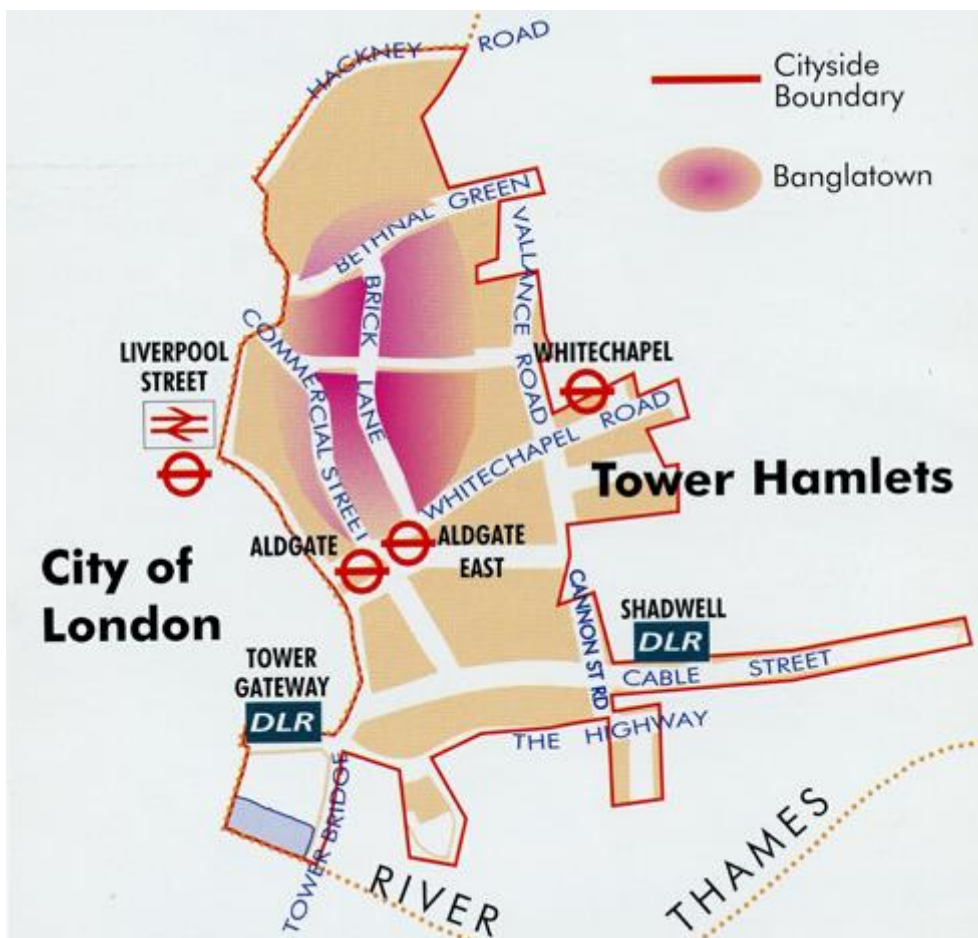 HACKNEY ROAD
Cityside
Boundary
Banglatown
BETHNAL GREEN
VALLANCE ROAD
BRICK LANE
COMMERCIAL STREET
LIVERPOOL
STREET
WHITECHAPEL
WHITECHAPEL ROAD
Tower Hamlets
ALDGATE
ALDGATE
EAST
City of
London
CANNON ST RD
SHADWELL
DLR
CABLE STREET
TOWER
GATEWAY
DLR
THE HIGHWAY
TOWER BRIDGE
RIVER THAMES